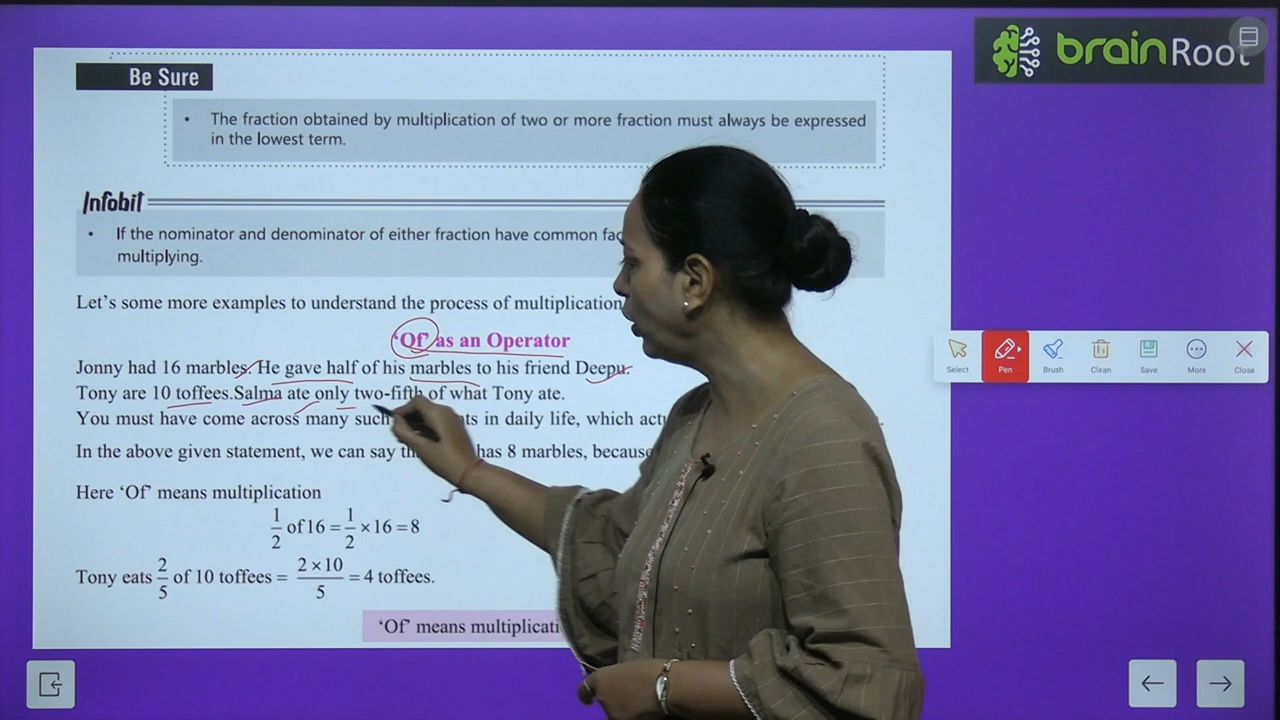 brainRoot
Be Sure
• The fraction obtained by multiplication of two or more fraction must always be expressed
in the lowest term.
Infobit
• If the nominator and denominator of either fraction have common
multiplying.
Let's some more examples to understand the process of multiplication
'Of' as an Operator
Jonny had 16 marbles. He gave half of his marbles to his friend Deepu.
Tony are 10 toffees.Salma ate only two-fifth of what Tony ate.
You must have come across many such in daily life, which
In the above given statement, we can say has 8 marbles, because
Here 'Of' means multiplication
1/2 of 16 = 1/2 × 16 = 8
Tony eats 2/5 of 10 toffees = 2 × 10/5 = 4 toffees.
'Of' means
Select
Pen
Brush
Clean
Save
More
Close